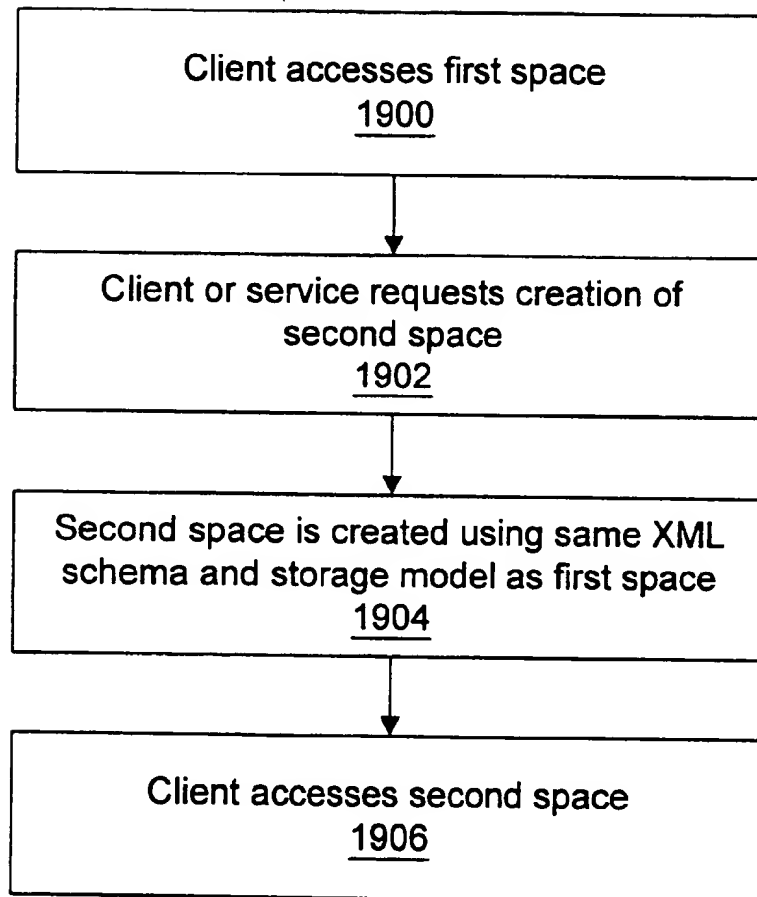 Client accesses first space
1900
Client or service requests creation of
second space
1902
Second space is created using same XML
schema and storage model as first space
1904
Client accesses second space
1906